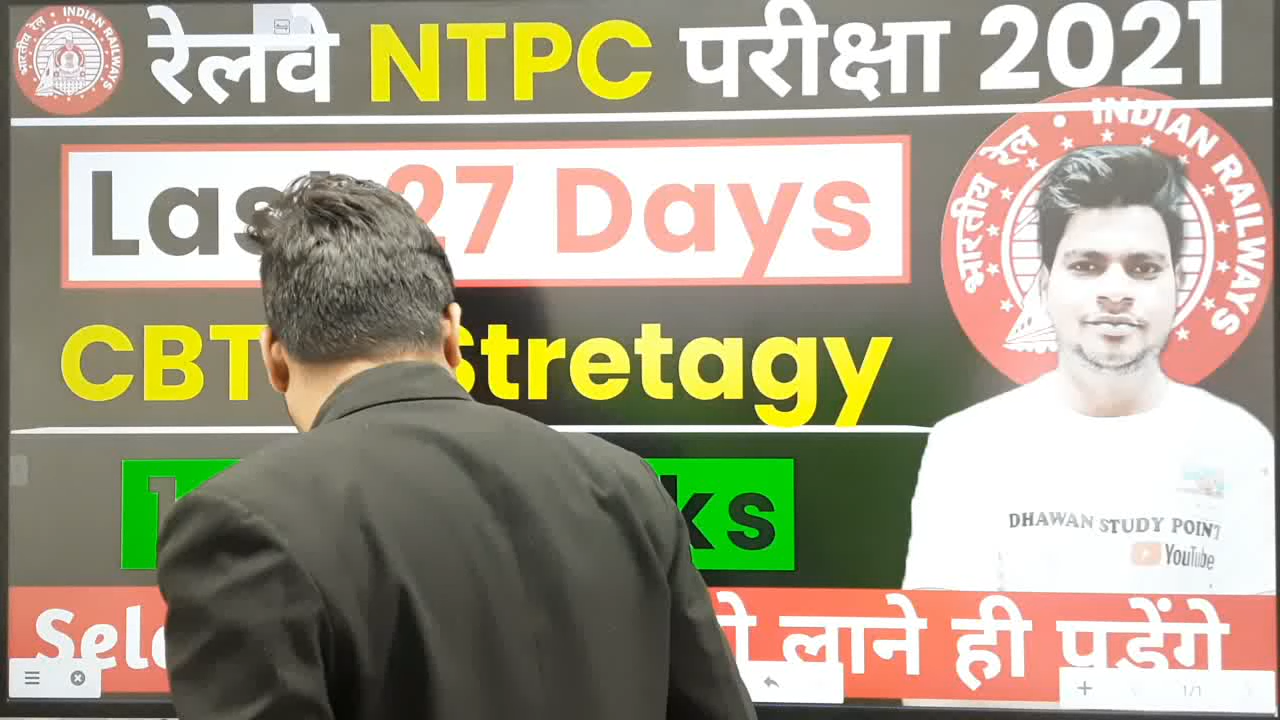 भारतीय रेल INDIAN RAILWAYS
रेलवे NTPC परीक्षा 2021
Last 27 Days
भारतीय रेल INDIAN RAILWAYS
CBT Stretagy
DHAWAN STUDY POINT
YouTube
लाने ही पड़ेंगे
1/1